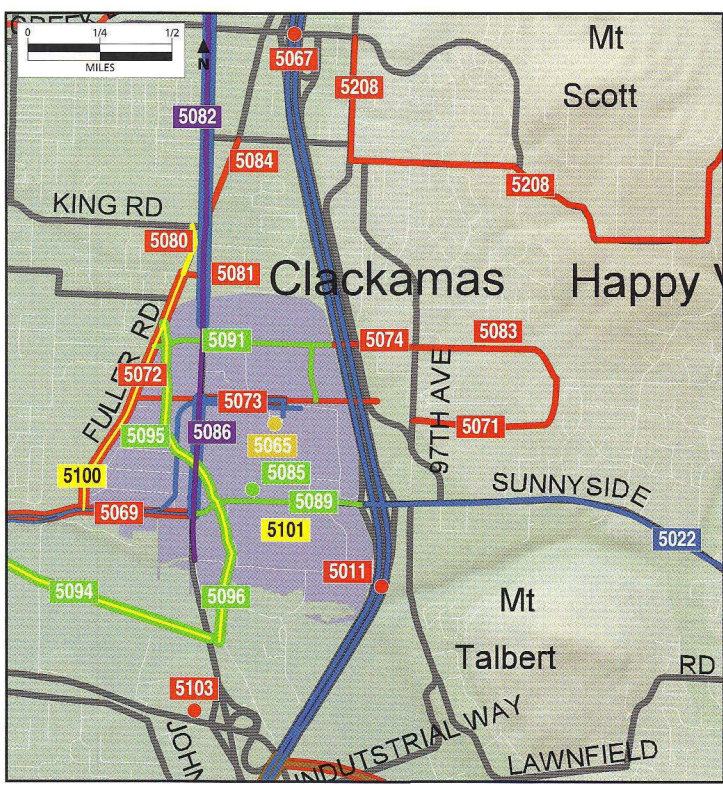 CREEK
0 1/4 1/2
MILES
N
5067
Mt
Scott
5208
5082
5084
5208
KING RD
5080
5081
Clackamas
Happy V
FULLER RD
5091
5074
5083
5072
5073
97TH AVE
5071
5095
5086
5065
5100
5085
SUNNYSIDE
5069
5089
5101
5022
5011
5094
5096
Mt
Talbert
5103
RD
JOHN
INDUTSTRIAL WAY
LAWNFIELD